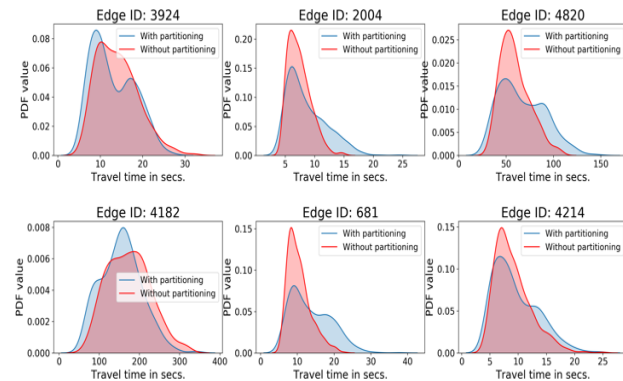 Edge ID: 3924
With partitioning
Without partitioning
PDF value
0.08
0.06
0.04
0.02
0.00
0 10 20 30
Travel time in secs.
Edge ID: 2004
With partitioning
Without partitioning
PDF value
0.20
0.15
0.10
0.05
0.00
5 10 15 20 25
Travel time in secs.
Edge ID: 4820
With partitioning
Without partitioning
PDF value
0.025
0.020
0.015
0.010
0.005
0.000
0 50 100 150
Travel time in secs.
Edge ID: 4182
With partitioning
Without partitioning
PDF value
0.008
0.006
0.004
0.002
0.000
0 100 200 300 400
Travel time in secs.
Edge ID: 681
With partitioning
Without partitioning
PDF value
0.15
0.10
0.05
0.00
0 10 20 30 40
Travel time in secs.
Edge ID: 4214
With partitioning
Without partitioning
PDF value
0.15
0.10
0.05
0.00
0 5 10 15 20 25
Travel time in secs.